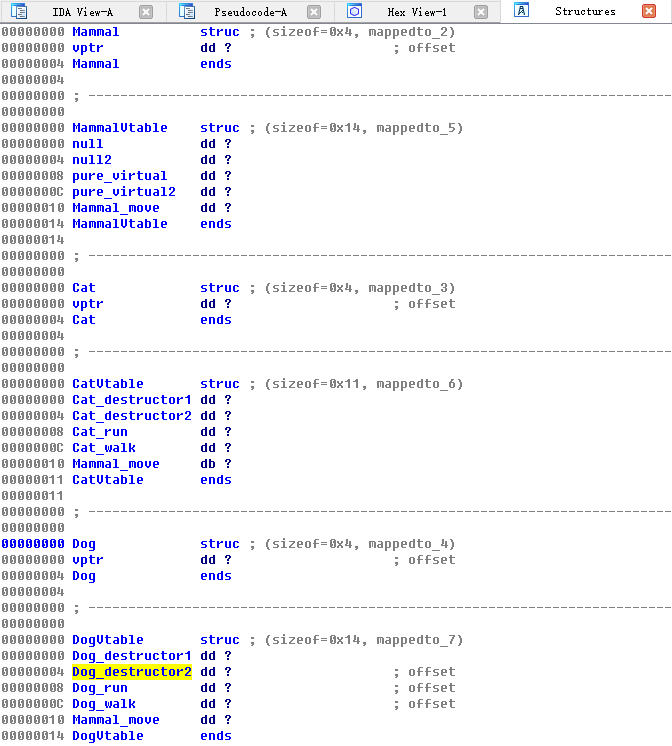 IDA View-A Pseudocode-A Hex View-1 Structures
00000000 Mammal struc ; (sizeof=0x4, mappedto_2)
00000000 vptr dd ? ; offset
00000004 Mammal ends
00000004
00000000 ; ---------------------------------------------------------------------------
00000000
00000000 MammalVtable struc ; (sizeof=0x14, mappedto_5)
00000000 null dd ?
00000004 null2 dd ?
00000008 pure_virtual dd ?
0000000C pure_virtual2 dd ?
00000010 Mammal_move dd ?
00000014 MammalVtable ends
00000014
00000000 ; ---------------------------------------------------------------------------
00000000
00000000 Cat struc ; (sizeof=0x4, mappedto_3)
00000000 vptr dd ? ; offset
00000004 Cat ends
00000004
00000000 ; ---------------------------------------------------------------------------
00000000
00000000 CatVtable struc ; (sizeof=0x11, mappedto_6)
00000000 Cat_destructor1 dd ?
00000004 Cat_destructor2 dd ?
00000008 Cat_run dd ?
0000000C Cat_walk dd ?
00000010 Mammal_move db ?
00000011 CatVtable ends
00000011
00000000 ; ---------------------------------------------------------------------------
00000000
00000000 Dog struc ; (sizeof=0x4, mappedto_4)
00000000 vptr dd ? ; offset
00000004 Dog ends
00000004
00000000 ; ---------------------------------------------------------------------------
00000000
00000000 DogVtable struc ; (sizeof=0x14, mappedto_7)
00000000 Dog_destructor1 dd ?
00000004 Dog_destructor2 dd ? ; offset
00000008 Dog_run dd ? ; offset
0000000C Dog_walk dd ? ; offset
00000010 Mammal_move dd ?
00000014 DogVtable ends